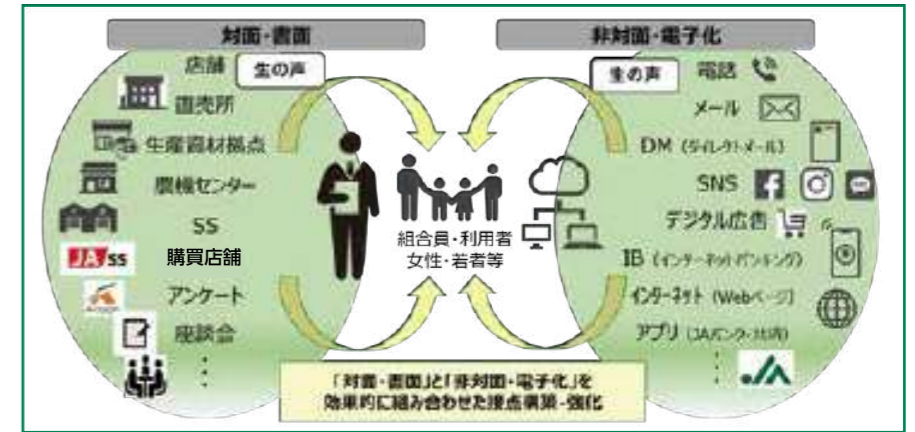 対面・書面
店舗
生の声
直売所
生産資材拠点
農機センター
SS
JA SS
購買店舗
アンケート
座談会
組合員・利用者
女性・若者等
非対面・電子化
生の声
電話
メール
DM (ダイレクトメール)
SNS
デジタル広告
IB (インターネットバンキング)
インターネット (Webページ)
アプリ
JA
「対面・書面」と「非対面・電子化」を
効果的に組み合わせた接点構築・強化